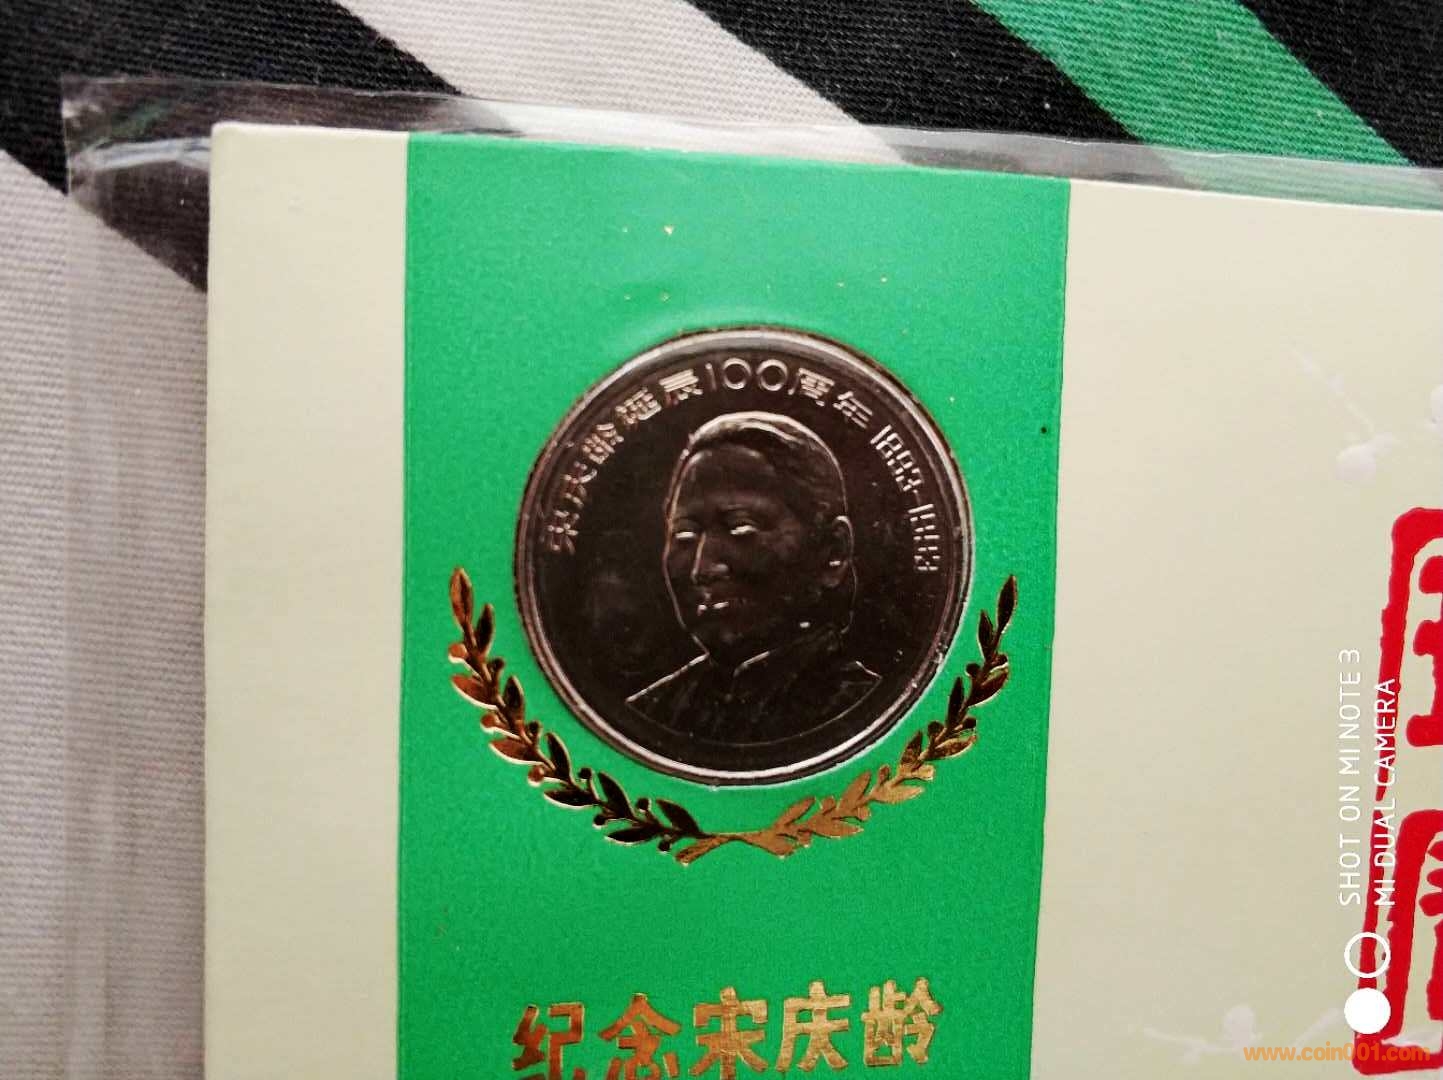 宋庆龄诞辰100周年 1893-1993
纪念宋庆龄
SHOT ON MI NOTE 3
MI DUAL CAMERA
www.coin001.com